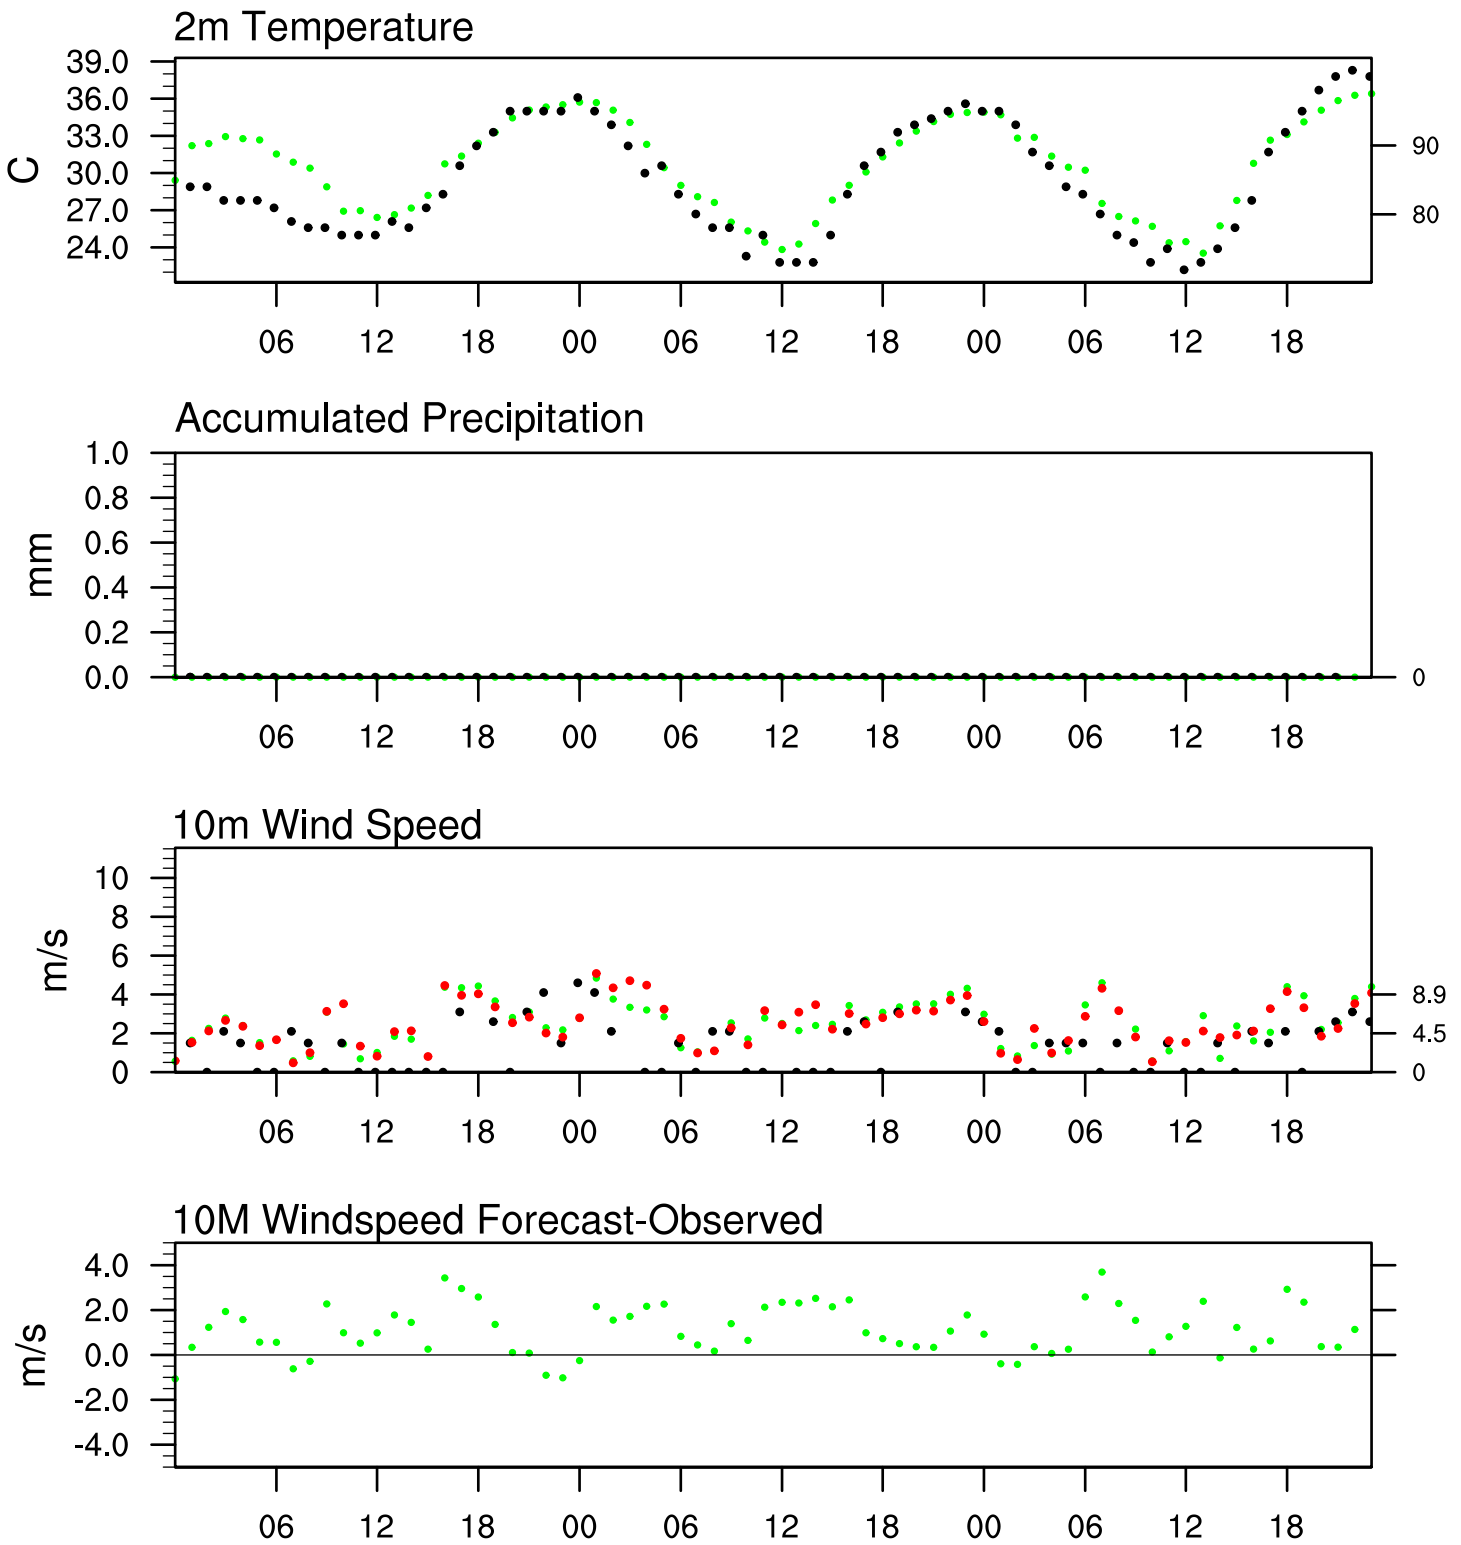 2m Temperature
39.0
36.0
33.0
30.0
27.0
24.0
C
90
80
06 12 18 00 06 12 18 00 06 12 18
Accumulated Precipitation
1.0
0.8
0.6
0.4
0.2
0.0
mm
0
06 12 18 00 06 12 18 00 06 12 18
10m Wind Speed
10
8
6
4
2
0
m/s
8.9
4.5
0
06 12 18 00 06 12 18 00 06 12 18
10M Windspeed Forecast-Observed
4.0
2.0
0.0
-2.0
-4.0
m/s
06 12 18 00 06 12 18 00 06 12 18